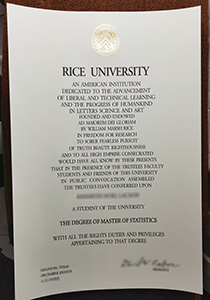 RICE UNIVERSITY
AN AMERICAN INSTITUTION
DEDICATED TO THE ADVANCEMENT
OF LIBERAL AND TECHNICAL LEARNING
AND THE PROGRESS OF HUMANKIND
IN LETTERS SCIENCE AND ART
FOUNDED AND ENDOWED
AD MAIOREM DEI GLORIAM
BY WILLIAM MARSH RICE
IN FREEDOM FOR RESEARCH
TO SOBER FEARLESS PURSUIT
OF TRUTH BEAUTY RIGHTEOUSNESS
AND TO ALL HIGH EMPRISE CONSECRATED
WOULD HAVE ALL KNOW BY THESE PRESENTS
THAT IN THE PRESENCE OF THE TRUSTEES FACULTY
STUDENTS AND FRIENDS OF THIS UNIVERSITY
IN PUBLIC CONVOCATION ASSEMBLED
THE TRUSTEES HAVE CONFERRED UPON
A STUDENT OF THE UNIVERSITY
THE DEGREE OF MASTER OF STATISTICS
WITH ALL THE RIGHTS DUTIES AND PRIVILEGES
APPERTAINING TO THAT DEGREE
HOUSTON, TEXAS